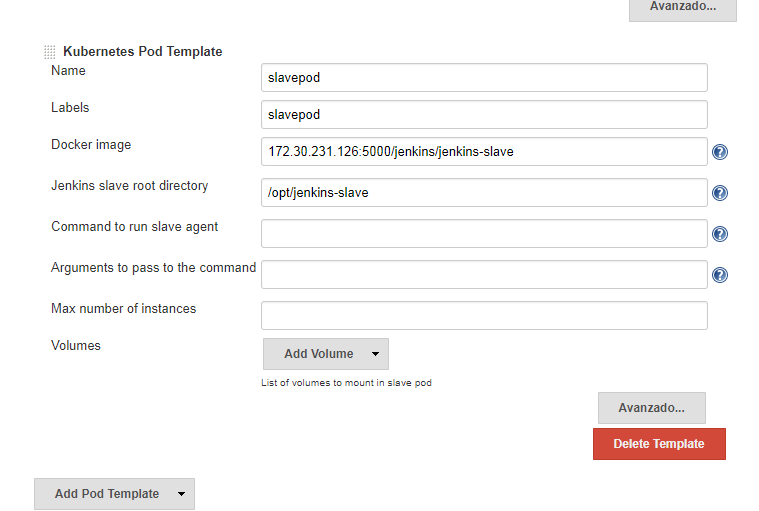 Avanzado...
Kubernetes Pod Template
Name
slavepod
Labels
slavepod
Docker image
172.30.231.126:5000/jenkins/jenkins-slave
Jenkins slave root directory
/opt/jenkins-slave
Command to run slave agent
Arguments to pass to the command
Max number of instances
Volumes
Add Volume
List of volumes to mount in slave pod
Avanzado...
Delete Template
Add Pod Template